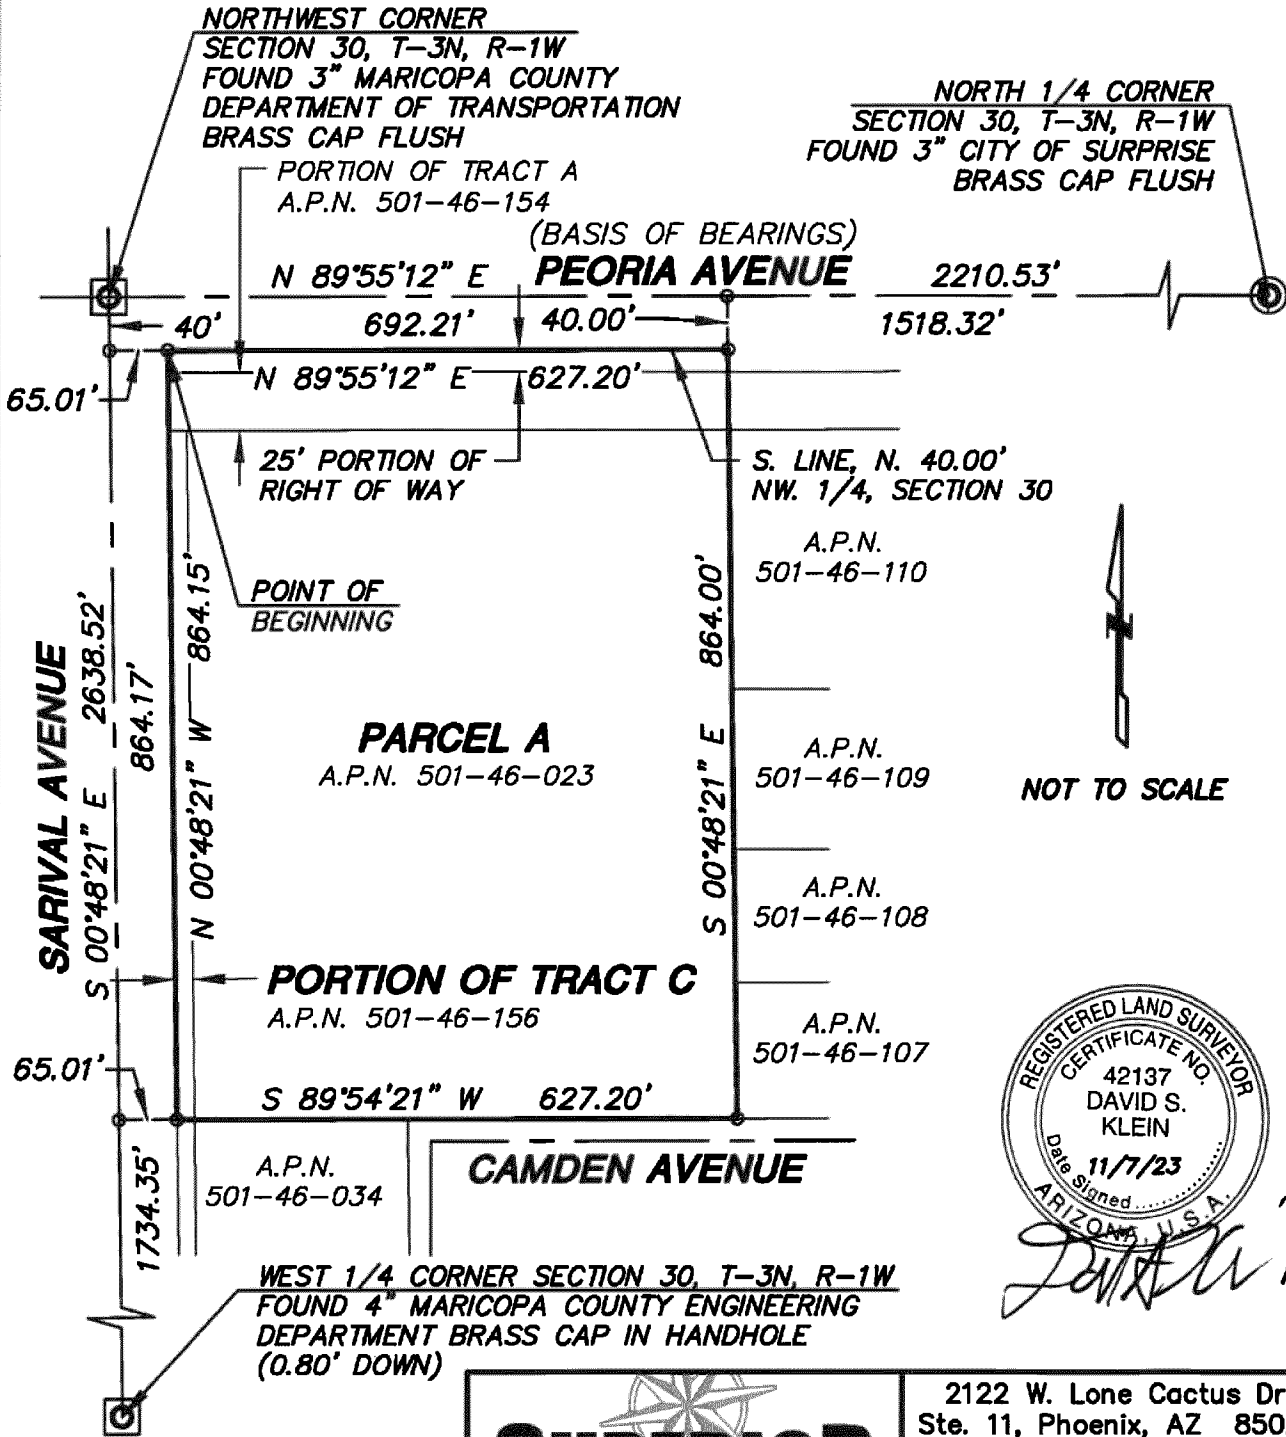 NORTHWEST CORNER
SECTION 30, T-3N, R-1W
FOUND 3" MARICOPA COUNTY
DEPARTMENT OF TRANSPORTATION
BRASS CAP FLUSH
NORTH 1/4 CORNER
SECTION 30, T-3N, R-1W
FOUND 3" CITY OF SURPRISE
BRASS CAP FLUSH
PORTION OF TRACT A
A.P.N. 501-46-154
(BASIS OF BEARINGS)
N 89°55'12" E
PEORIA AVENUE
2210.53'
40'
692.21'
40.00'
1518.32'
65.01'
N 89°55'12" E
627.20'
25' PORTION OF
RIGHT OF WAY
S. LINE, N. 40.00'
NW. 1/4, SECTION 30
POINT OF
BEGINNING
A.P.N.
501-46-110
SARIVAL AVENUE
S 00°48'21" E 2638.52'
864.17'
N 00°48'21" W 864.15'
S 00°48'21" E 864.00'
PARCEL A
A.P.N. 501-46-023
A.P.N.
501-46-109
NOT TO SCALE
A.P.N.
501-46-108
PORTION OF TRACT C
A.P.N. 501-46-156
A.P.N.
501-46-107
65.01'
S 89°54'21" W 627.20'
1734.35'
A.P.N.
501-46-034
CAMDEN AVENUE
N
REGISTERED LAND SURVEYOR
CERTIFICATE NO.
42137
DAVID S.
KLEIN
11/7/23
Date Signed
ARIZONA, U.S.A.
WEST 1/4 CORNER SECTION 30, T-3N, R-1W
FOUND 4" MARICOPA COUNTY ENGINEERING
DEPARTMENT BRASS CAP IN HANDHOLE
(0.80' DOWN)
2122 W. Lone Cactus Dr
Ste. 11, Phoenix, AZ 850